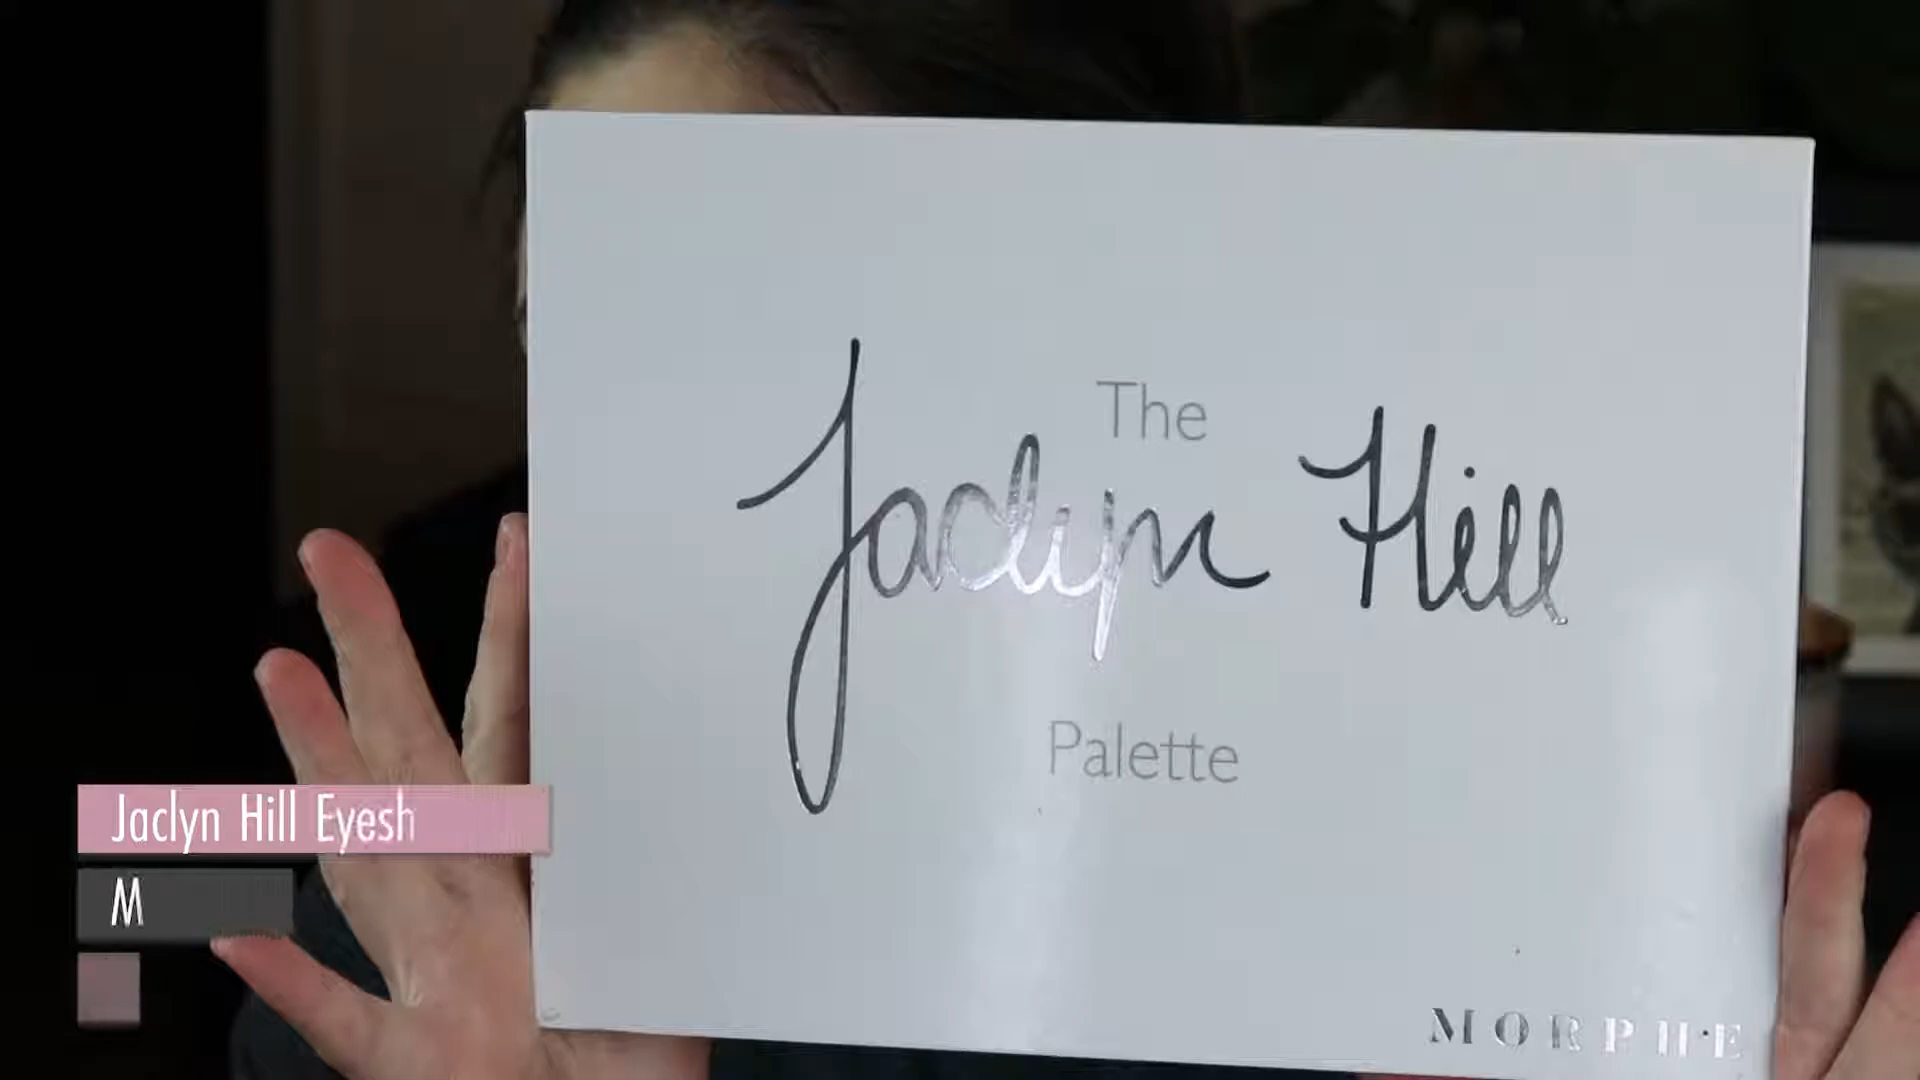 The
Jaclyn Hill
Palette
MORPHE
Jaclyn Hill Eyesh
M